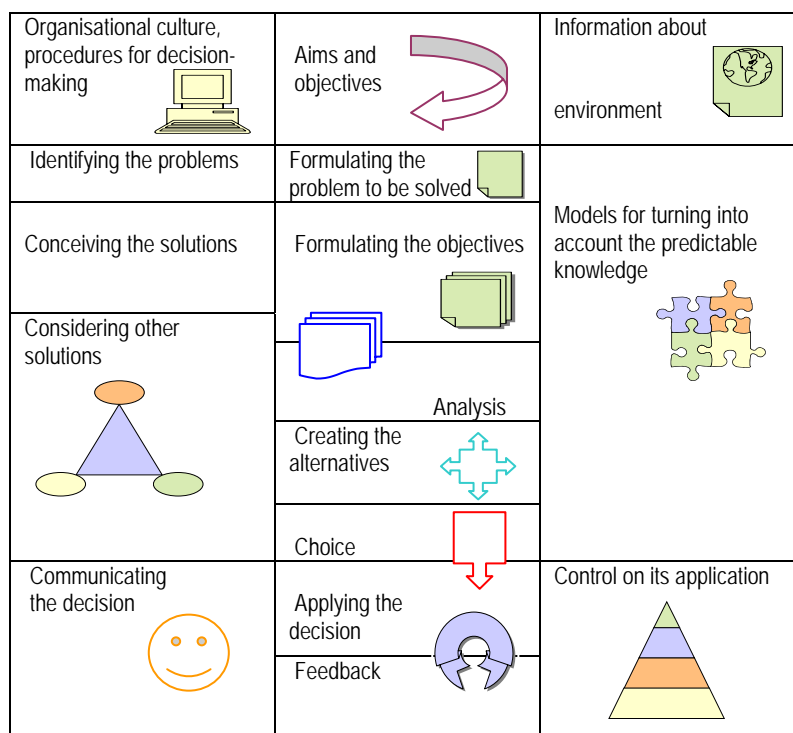 Organisational culture,
procedures for decision-
making
Aims and
objectives
Information about
environment
Identifying the problems
Formulating the
problem to be solved
Models for turning into
account the predictable
knowledge
Conceiving the solutions
Formulating the objectives
Considering other
solutions
Analysis
Creating the
alternatives
Choice
Communicating
the decision
Applying the
decision
Control on its application
Feedback